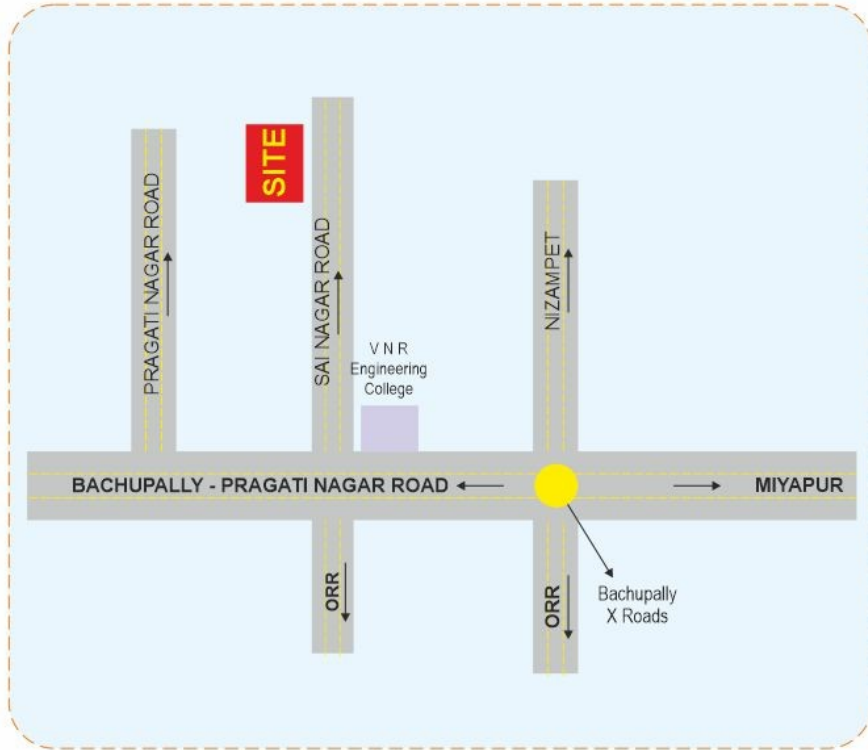 SITE
PRAGATI NAGAR ROAD
SAI NAGAR ROAD
NIZAMPET
V N R
Engineering
College
BACHUPALLY - PRAGATI NAGAR ROAD
MIYAPUR
ORR
ORR
Bachupally
X Roads